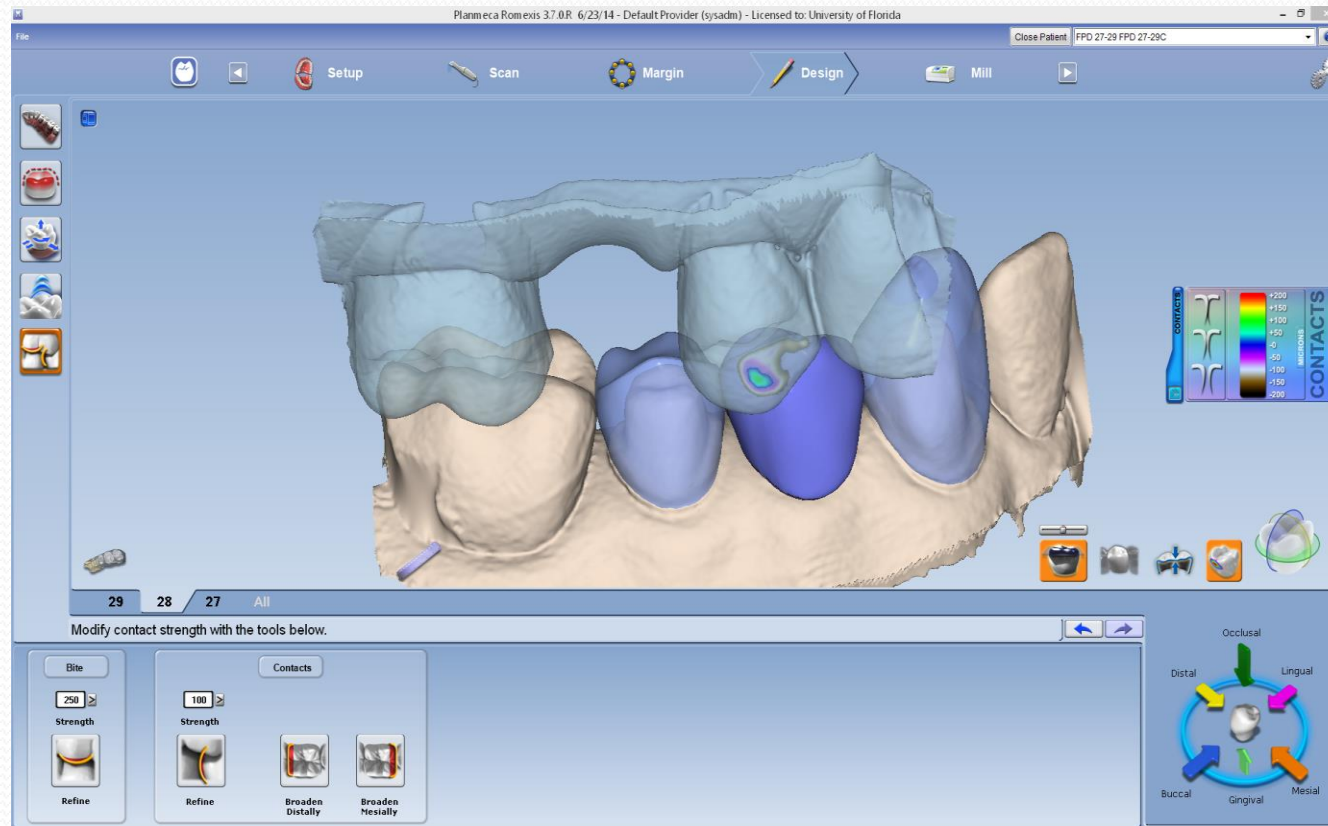 Planmeca Romexis 3.7.0.R 6/23/14 - Default Provider (sysadm) - Licensed to: University of Florida
File
Close Patient FPD 27-29 FPD 27-29C
Setup Scan Margin Design Mill
CONTACTS
+200
+150
+100
+50
-0
-50
-100
-150
-200
MICRONS
CONTACTS
29 28 27 All
Modify contact strength with the tools below.
Bite
250
Strength
Refine
Contacts
100
Strength
Refine
Broaden
Distally
Broaden
Mesially
Occlusal
Distal
Lingual
Buccal
Gingival
Mesial